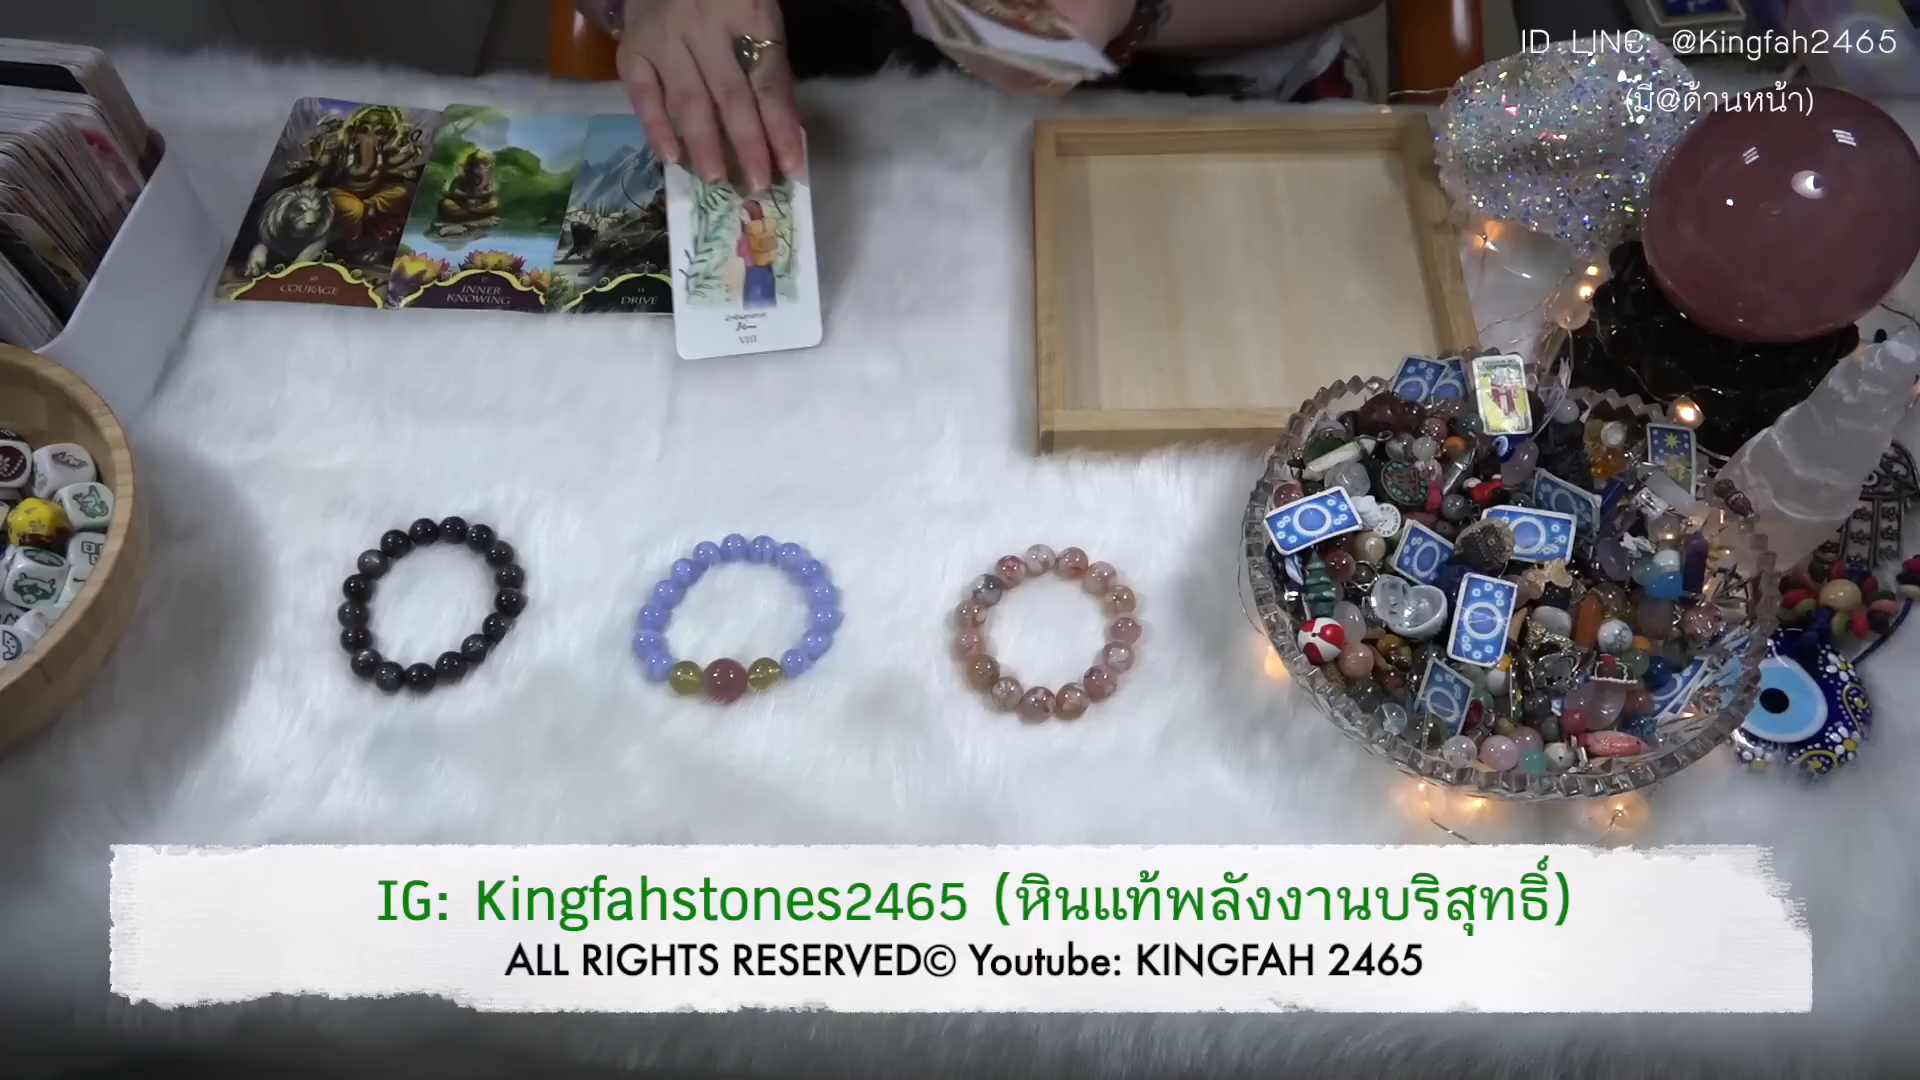 ID.LINE: @Kingfah2465
(มี@ด้านหน้า)
COURAGE
INNER
KNOWING
11
DRIVE
VIII
IG: Kingfahstones2465 (หินแท้พลังงานบริสุทธิ์)
ALL RIGHTS RESERVED© Youtube: KINGFAH 2465